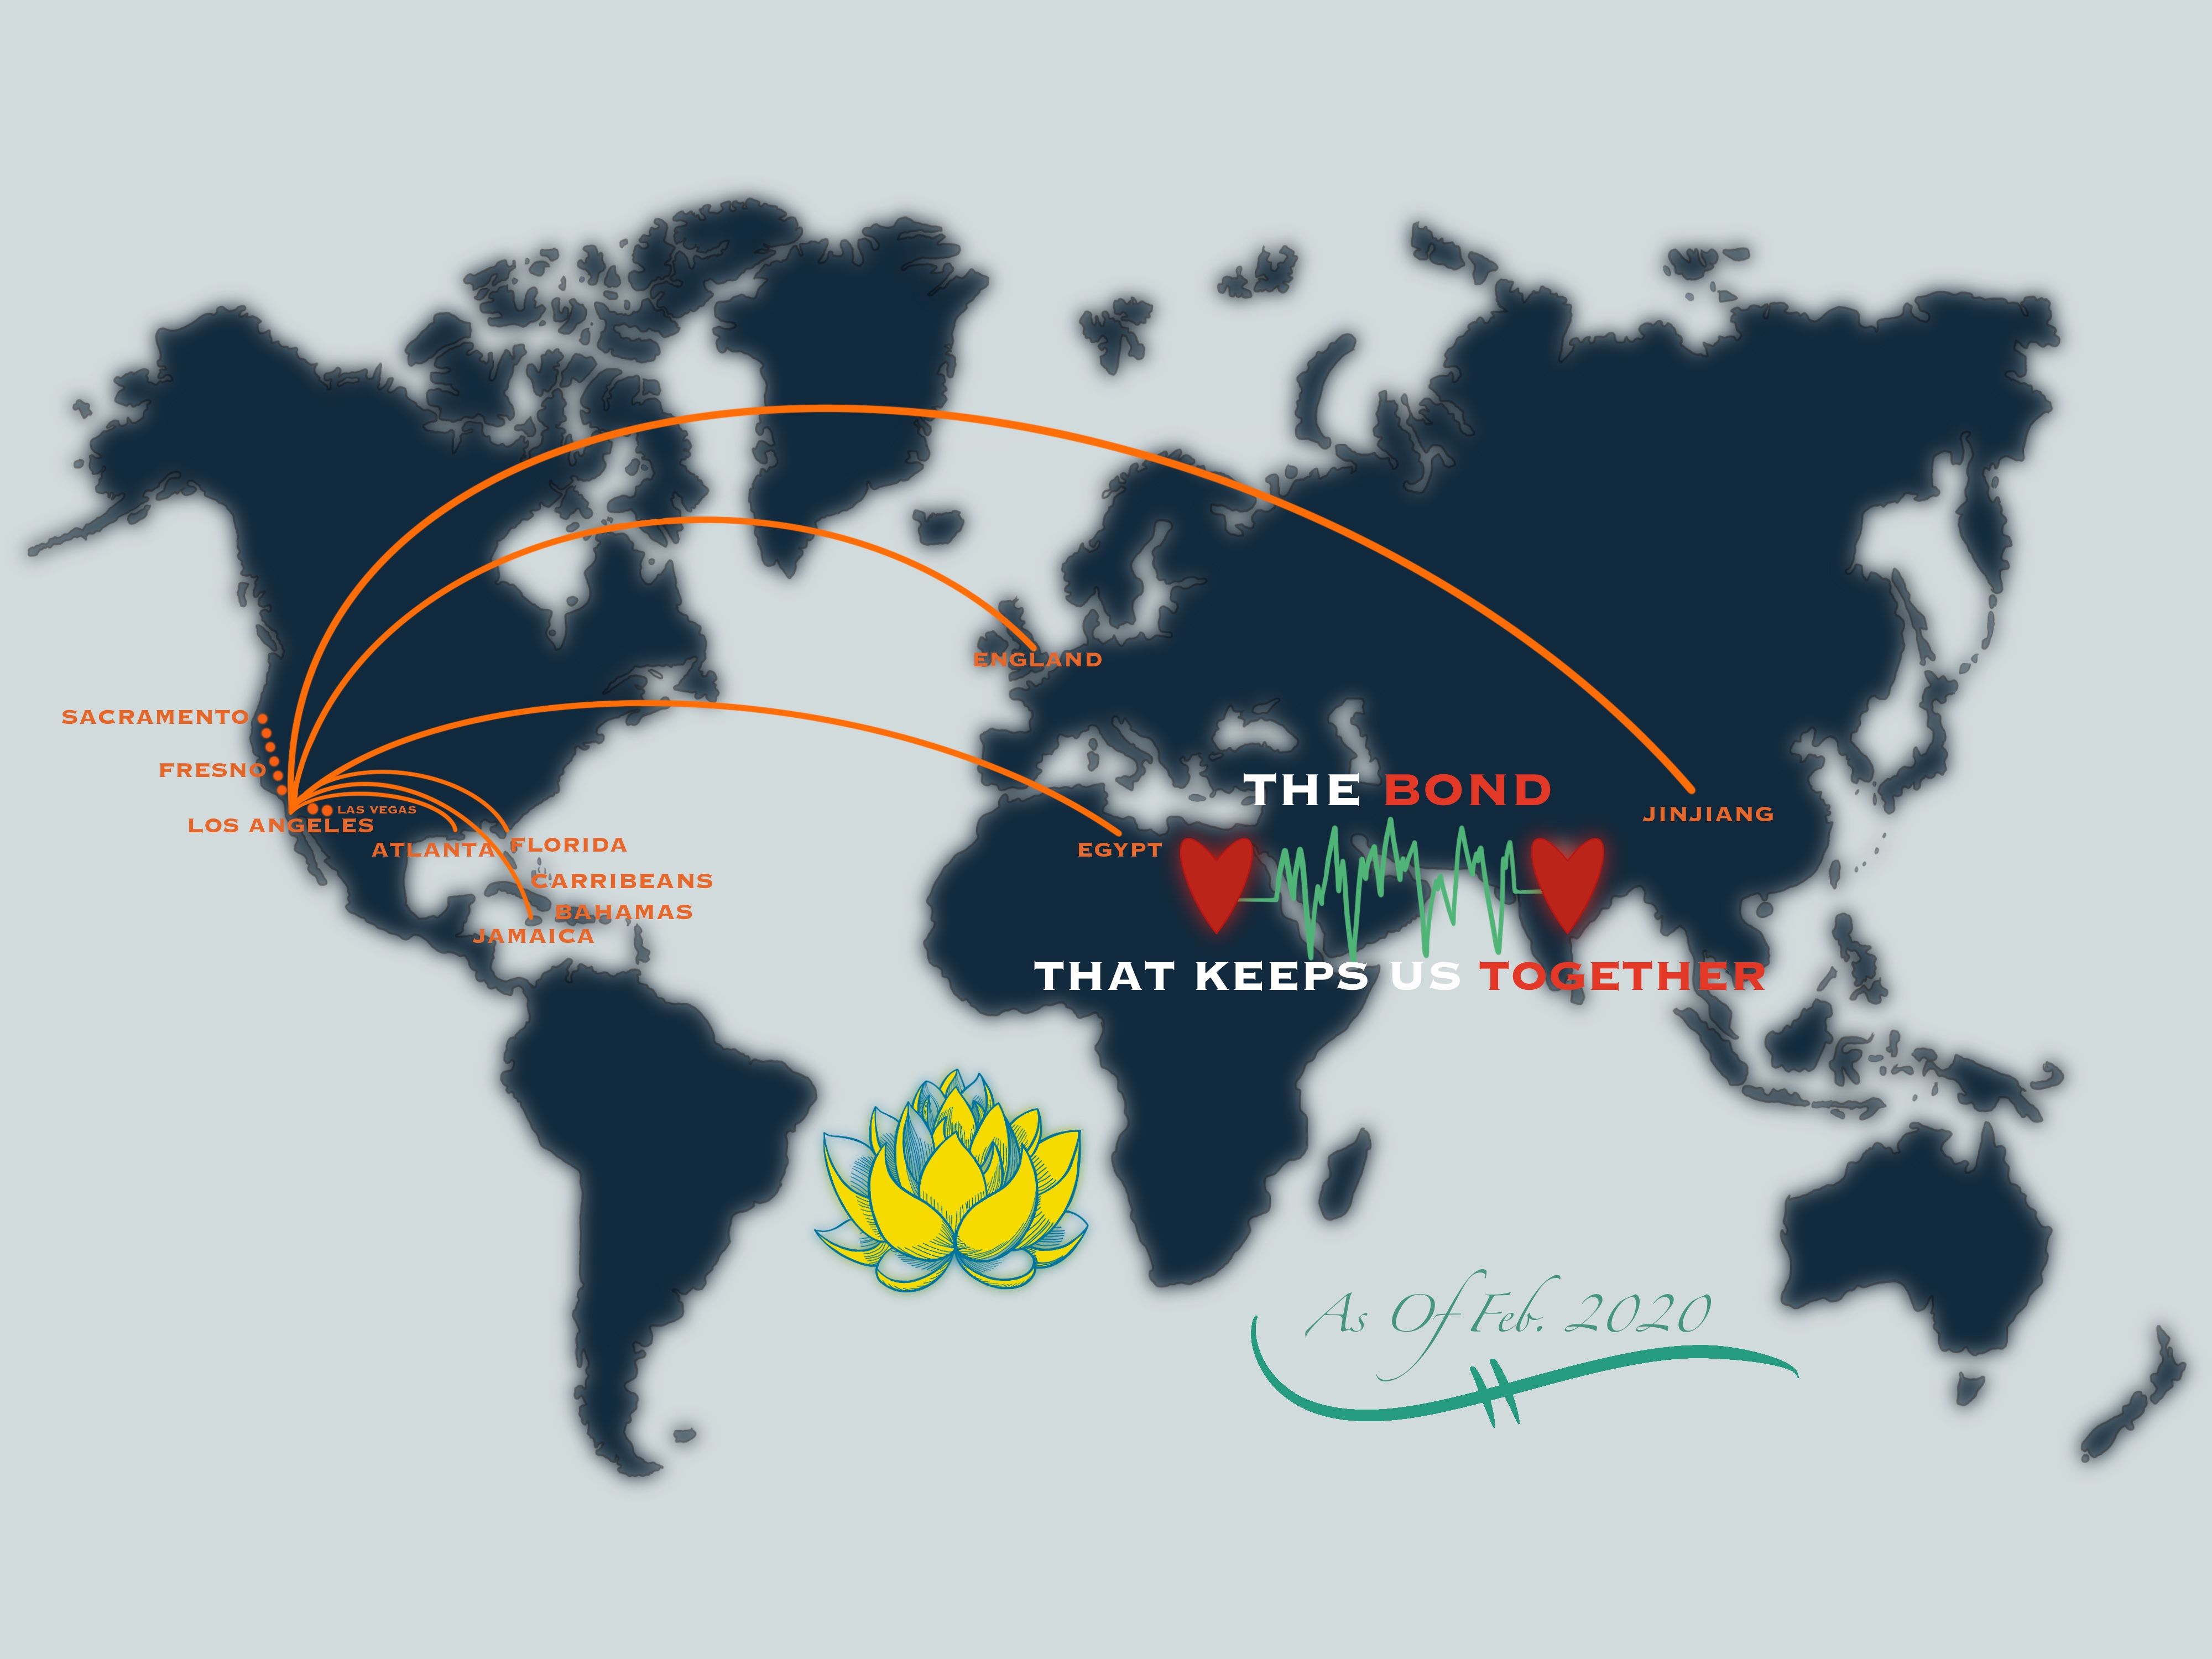 ENGLAND
SACRAMENTO
FRESNO
LAS VEGAS
LOS ANGELES
ATLANTA
FLORIDA
CARRIBEANS
BAHAMAS
JAMAICA
EGYPT
JINJIANG
THE BOND
THAT KEEPS US TOGETHER
As Of Feb. 2020